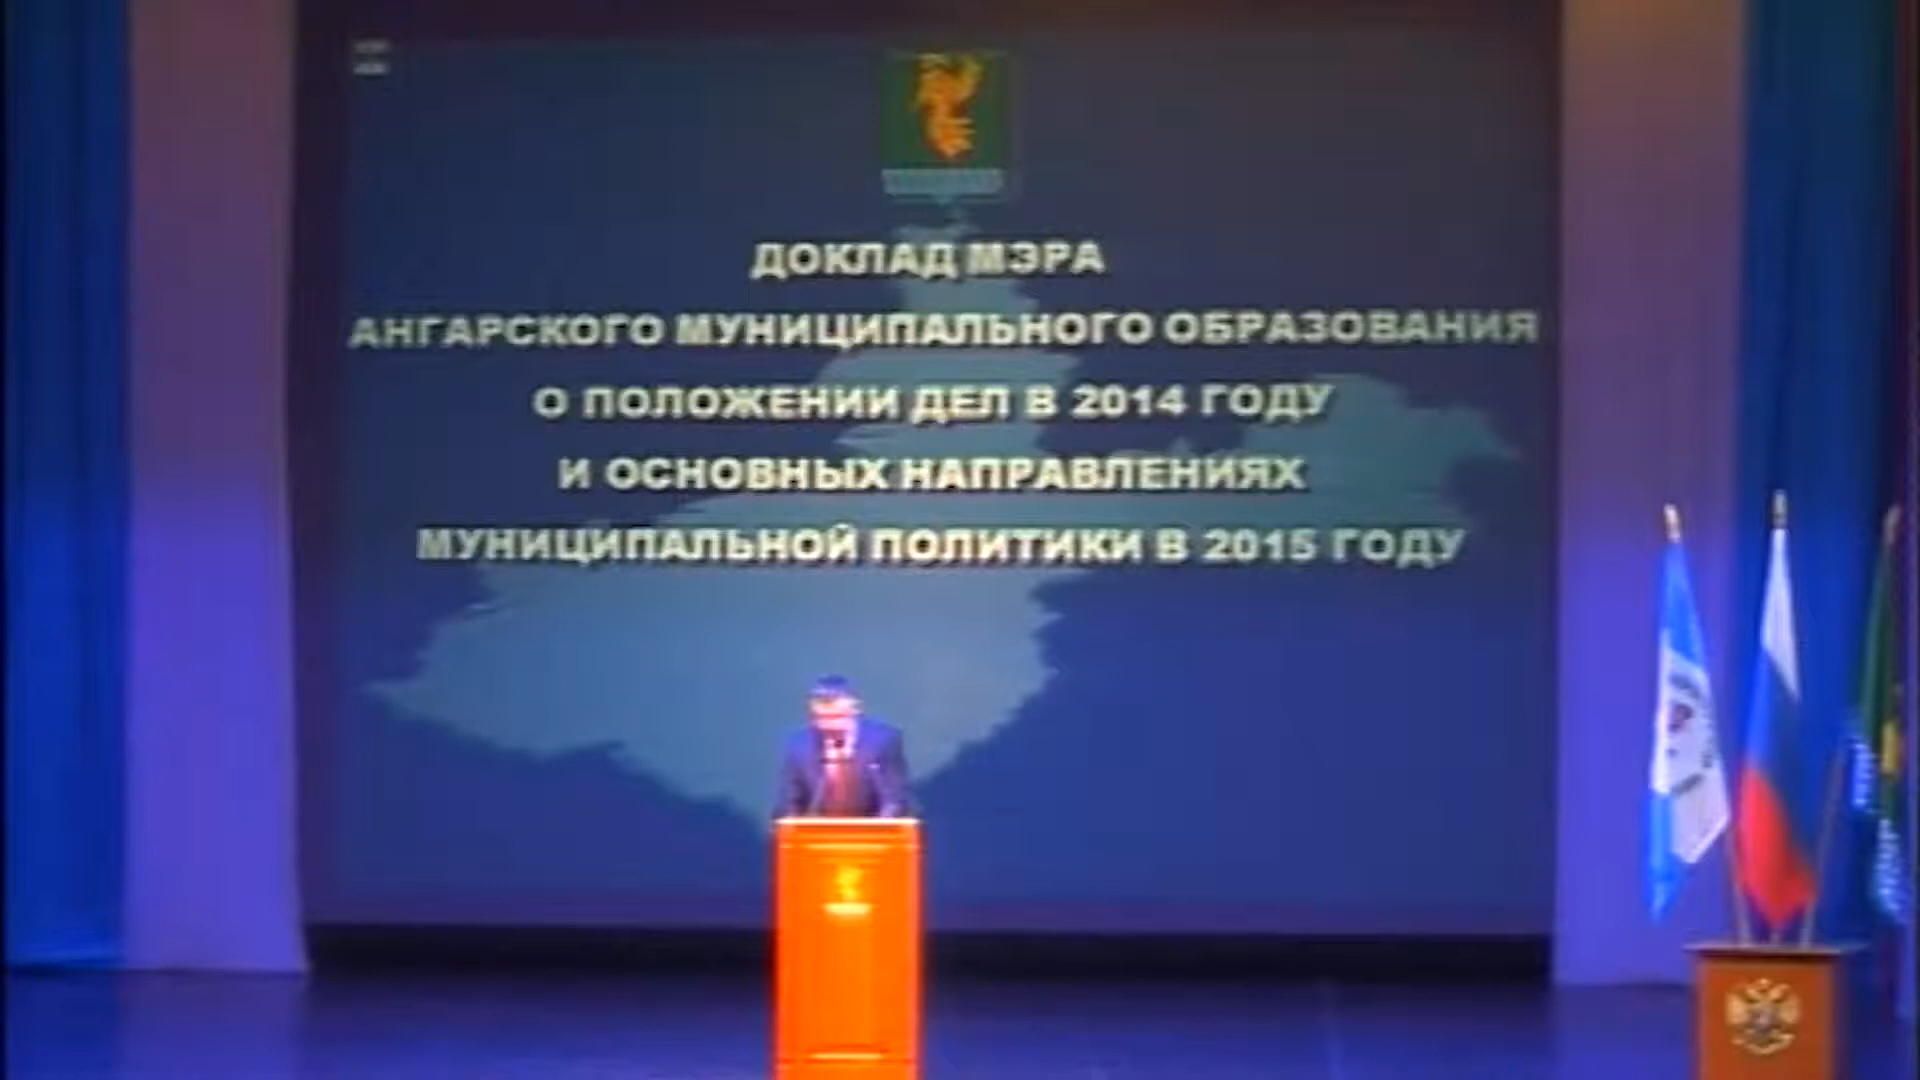 ДОКЛАД МЭРА
АНГАРСКОГО МУНИЦИПАЛЬНОГО ОБРАЗОВАНИЯ
О ПОЛОЖЕНИИ ДЕЛ В 2014 ГОДУ
И ОСНОВНЫХ НАПРАВЛЕНИЯХ
МУНИЦИПАЛЬНОЙ ПОЛИТИКИ В 2015 ГОДУ